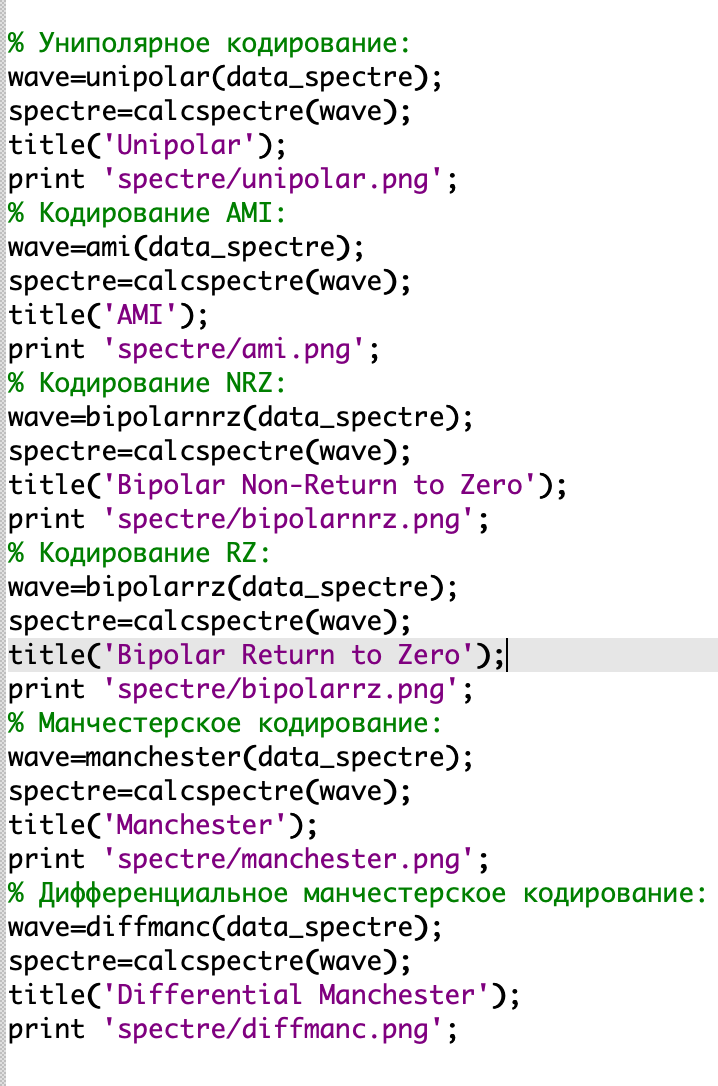 % Униполярное кодирование:
wave=unipolar(data_spectre);
spectre=calcspectre(wave);
title('Unipolar');
print 'spectre/unipolar.png';
% Кодирование AMI:
wave=ami(data_spectre);
spectre=calcspectre(wave);
title('AMI');
print 'spectre/ami.png';
% Кодирование NRZ:
wave=bipolarnrz(data_spectre);
spectre=calcspectre(wave);
title('Bipolar Non-Return to Zero');
print 'spectre/bipolarnrz.png';
% Кодирование RZ:
wave=bipolarrz(data_spectre);
spectre=calcspectre(wave);
title('Bipolar Return to Zero');
print 'spectre/bipolarrz.png';
% Манчестерское кодирование:
wave=manchester(data_spectre);
spectre=calcspectre(wave);
title('Manchester');
print 'spectre/manchester.png';
% Дифференциальное манчестерское кодирование:
wave=diffmanc(data_spectre);
spectre=calcspectre(wave);
title('Differential Manchester');
print 'spectre/diffmanc.png';